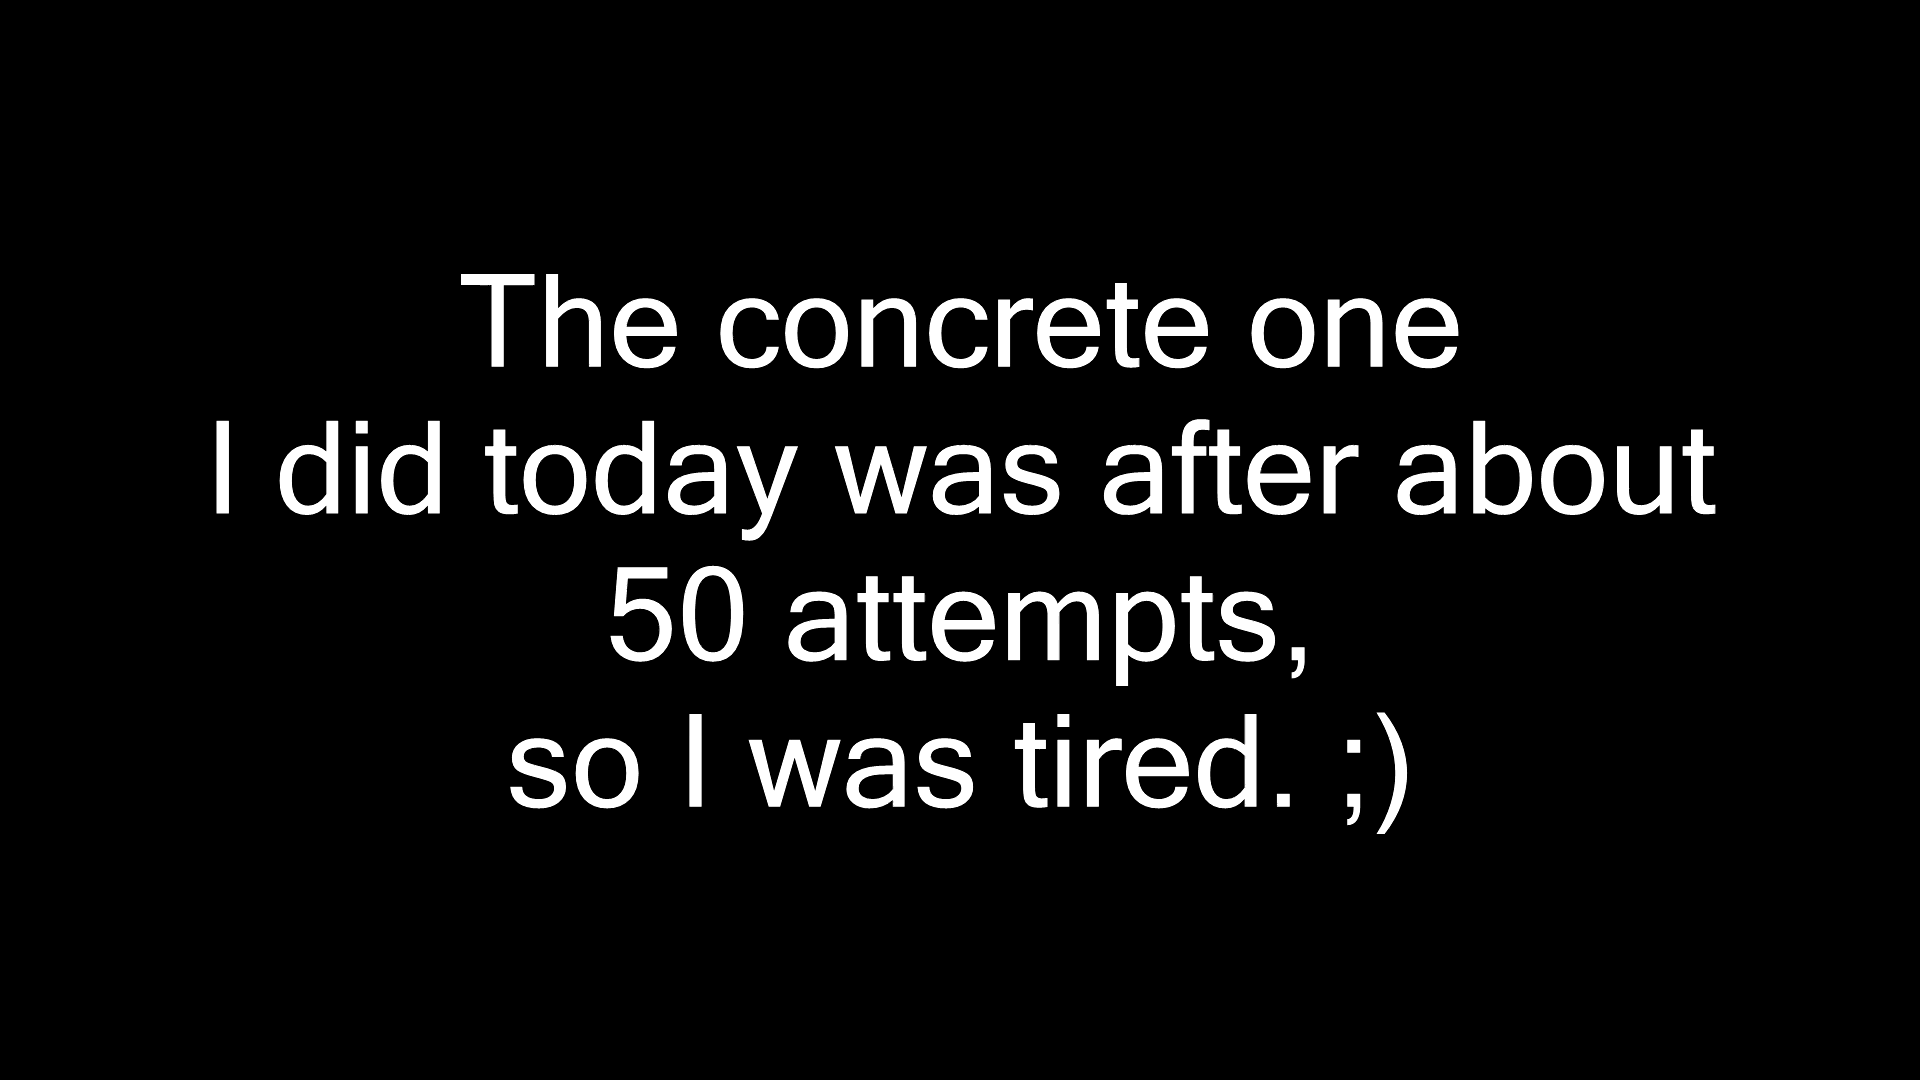 The concrete one
I did today was after about
50 attempts,
so I was tired. ;)